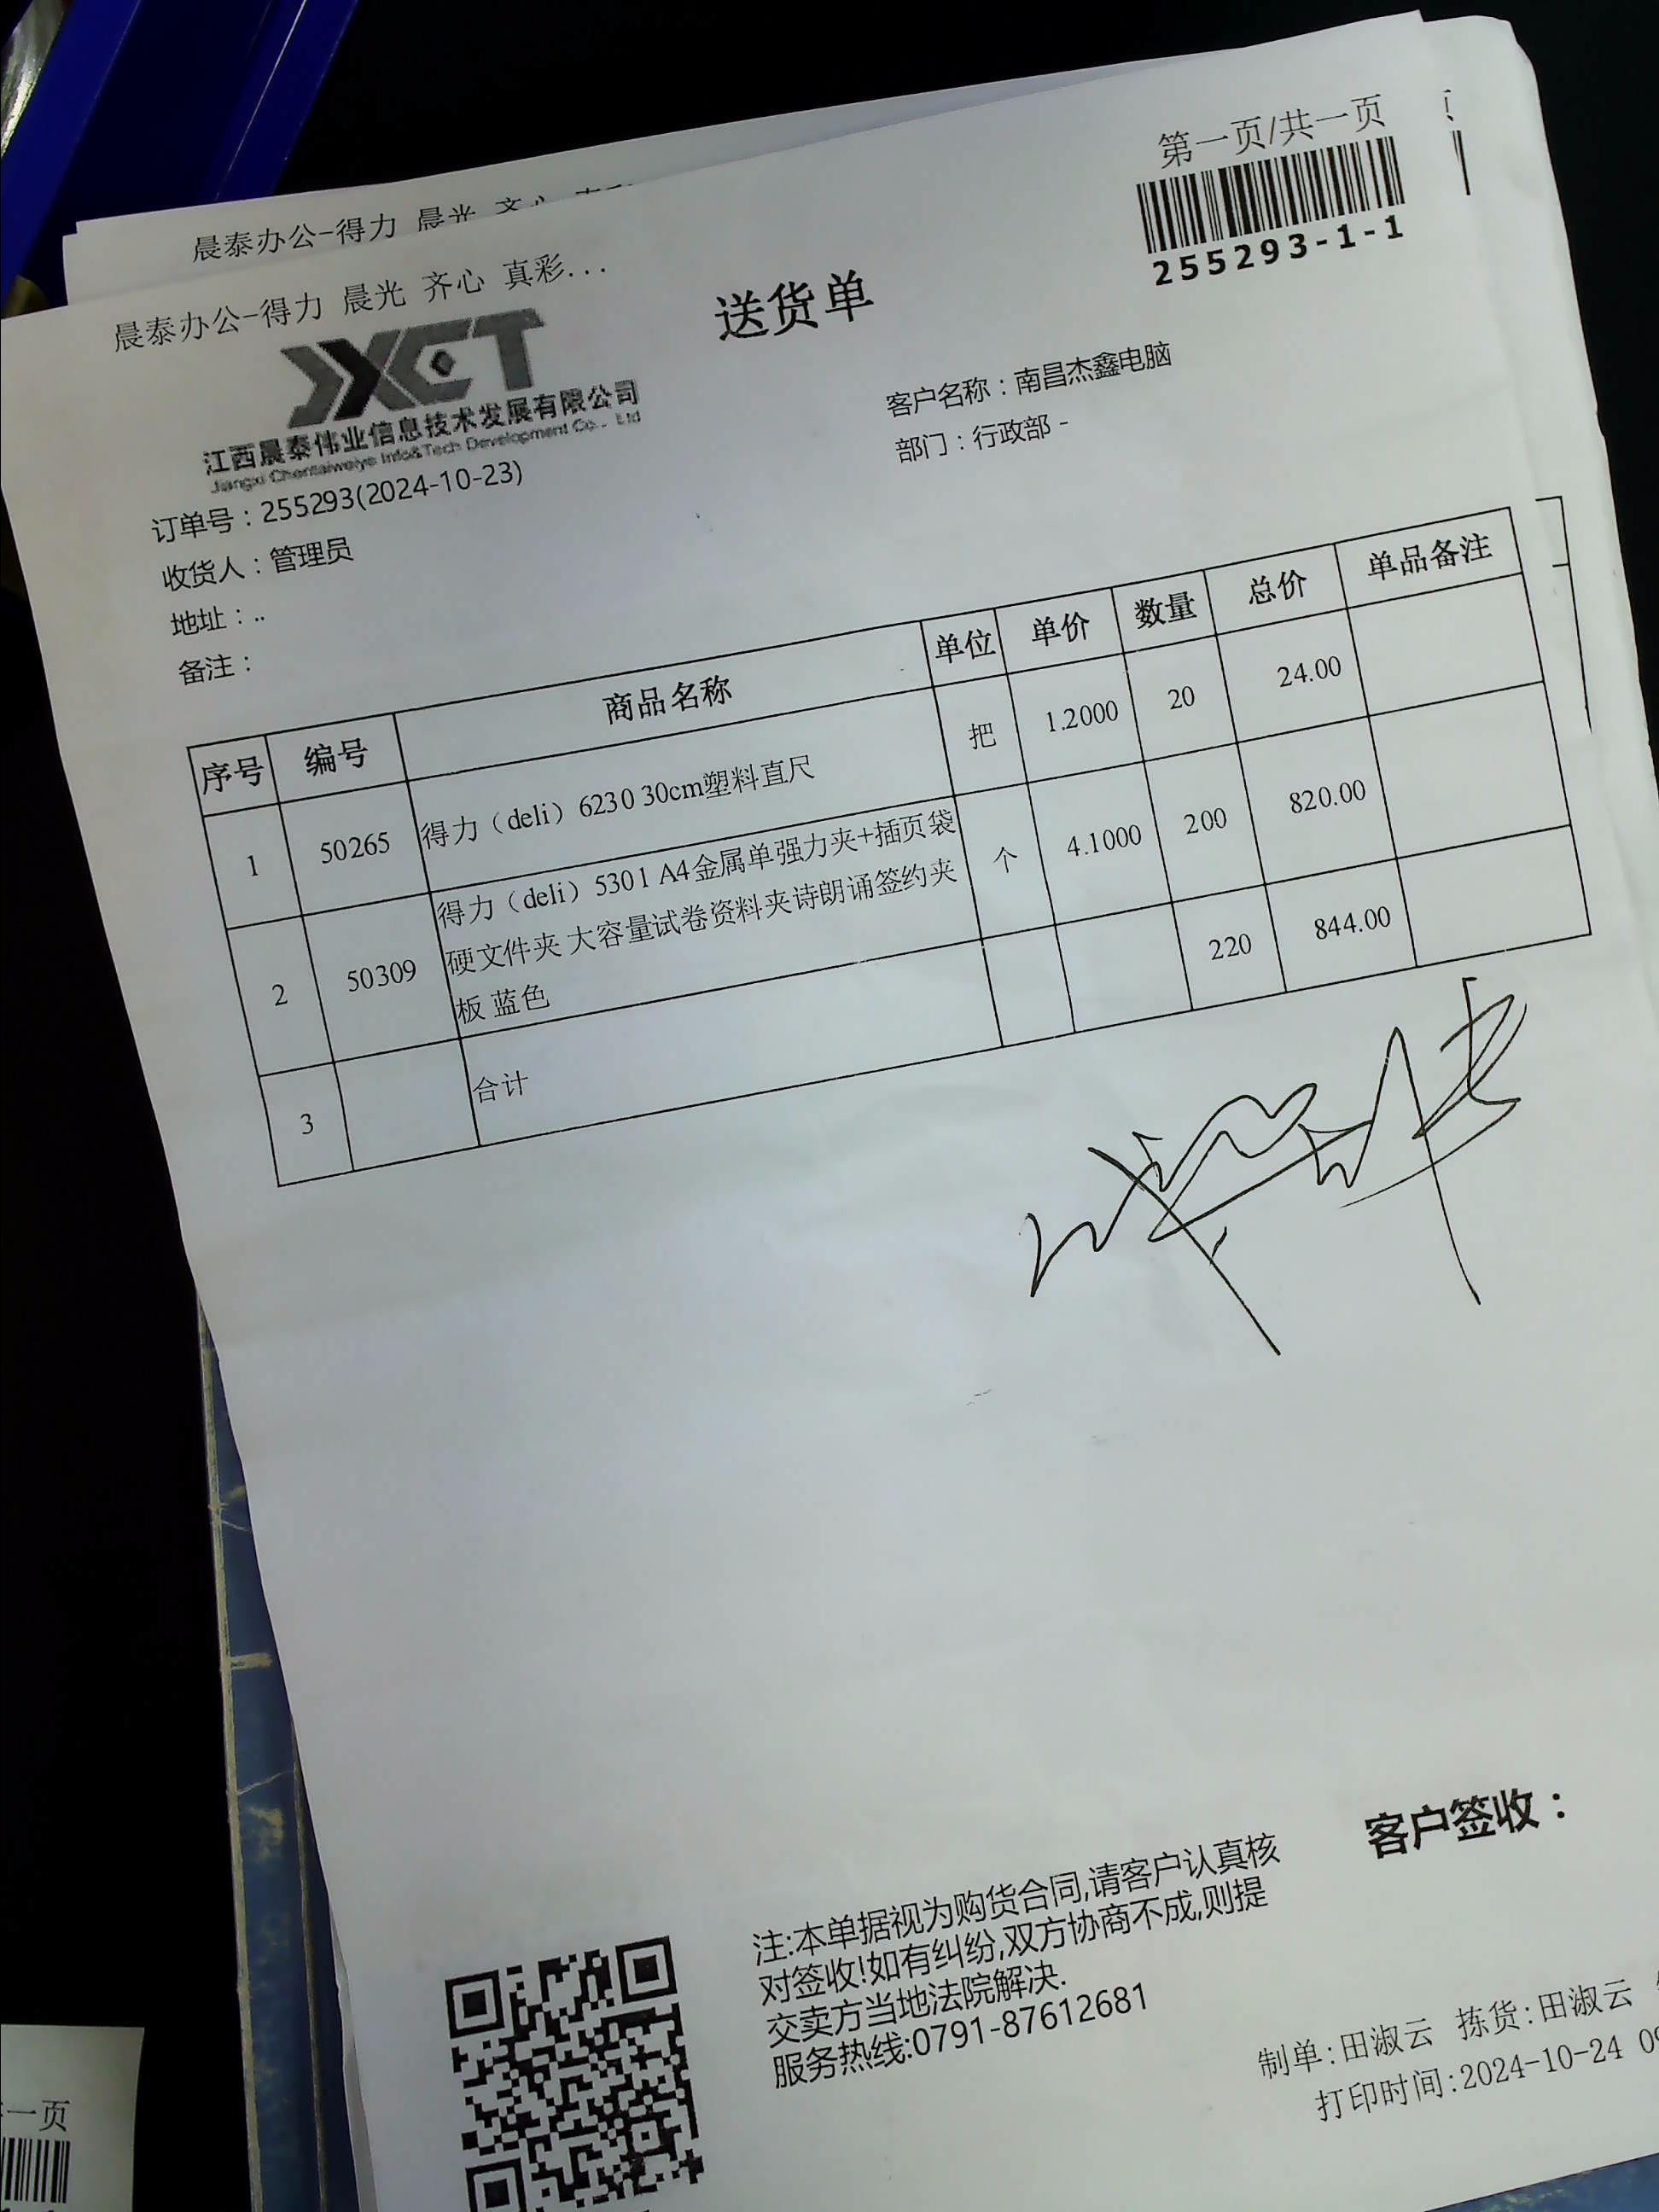 晨泰办公-得力 晨光 齐心
第一页/共一页
255293-1-1
晨泰办公-得力 晨光 齐心 真彩...
送货单
JXCT
江西晨泰伟业信息技术发展有限公司
Jiangxi Chentaiweiye Info&Tech Development Co., Ltd
客户名称：南昌杰鑫电脑
部门：行政部 -
订单号：255293(2024-10-23)
收货人：管理员
地址：..
备注：
序号 编号 商品名称 单位 单价 数量 总价 单品备注
1 50265 得力（deli）6230 30cm塑料直尺 把 1.2000 20 24.00
2 50309 得力（deli）5301 A4金属单强力夹+插页袋 个 4.1000 200 820.00
硬文件夹 大容量试卷资料夹诗朗诵签约夹
板 蓝色
3 合计 220 844.00
客户签收：
注:本单据视为购货合同,请客户认真核
对签收!如有纠纷,双方协商不成,则提
交卖方当地法院解决.
服务热线:0791-87612681
制单:田淑云 拣货:田淑云
打印时间:2024-10-24
一页